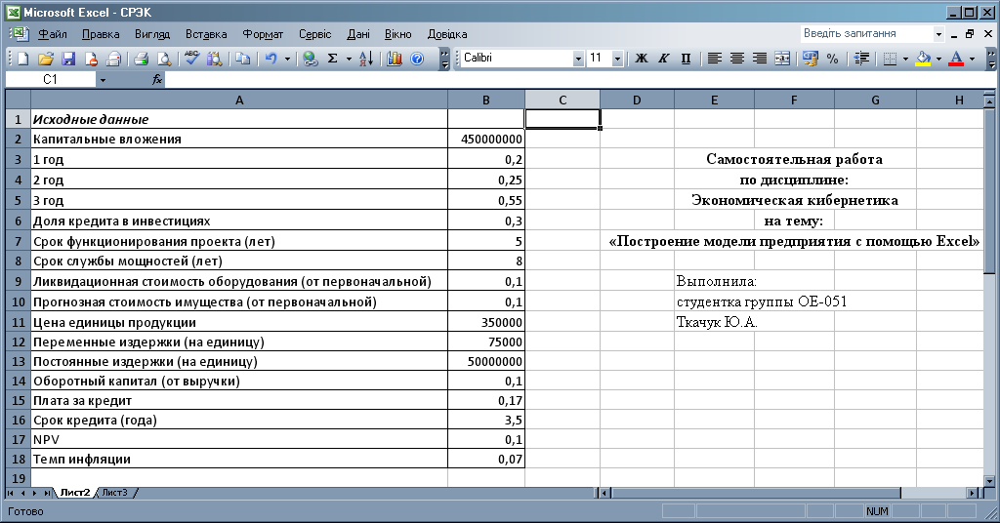 Microsoft Excel - СРЭК
Файл Правка Вигляд Вставка Формат Сервіс Дані Вікно Довідка Введіть запитання
Calibri 11 Ж К П %
C1 fx
A B C D E F G H
1 Исходные данные
2 Капитальные вложения 450000000
3 1 год 0,2 Самостоятельная работа
4 2 год 0,25 по дисциплине:
5 3 год 0,55 Экономическая кибернетика
6 Доля кредита в инвестициях 0,3 на тему:
7 Срок функционирования проекта (лет) 5 «Построение модели предприятия с помощью Excel»
8 Срок службы мощностей (лет) 8
9 Ликвидационная стоимость оборудования (от первоначальной) 0,1 Выполнила:
10 Прогнозная стоимость имущества (от первоначальной) 0,1 студентка группы ОЕ-051
11 Цена единицы продукции 350000 Ткачук Ю.А.
12 Переменные издержки (на единицу) 75000
13 Постоянные издержки (на единицу) 50000000
14 Оборотный капитал (от выручки) 0,1
15 Плата за кредит 0,17
16 Срок кредита (года) 3,5
17 NPV 0,1
18 Темп инфляции 0,07
19
Лист2 Лист3
Готово NUM